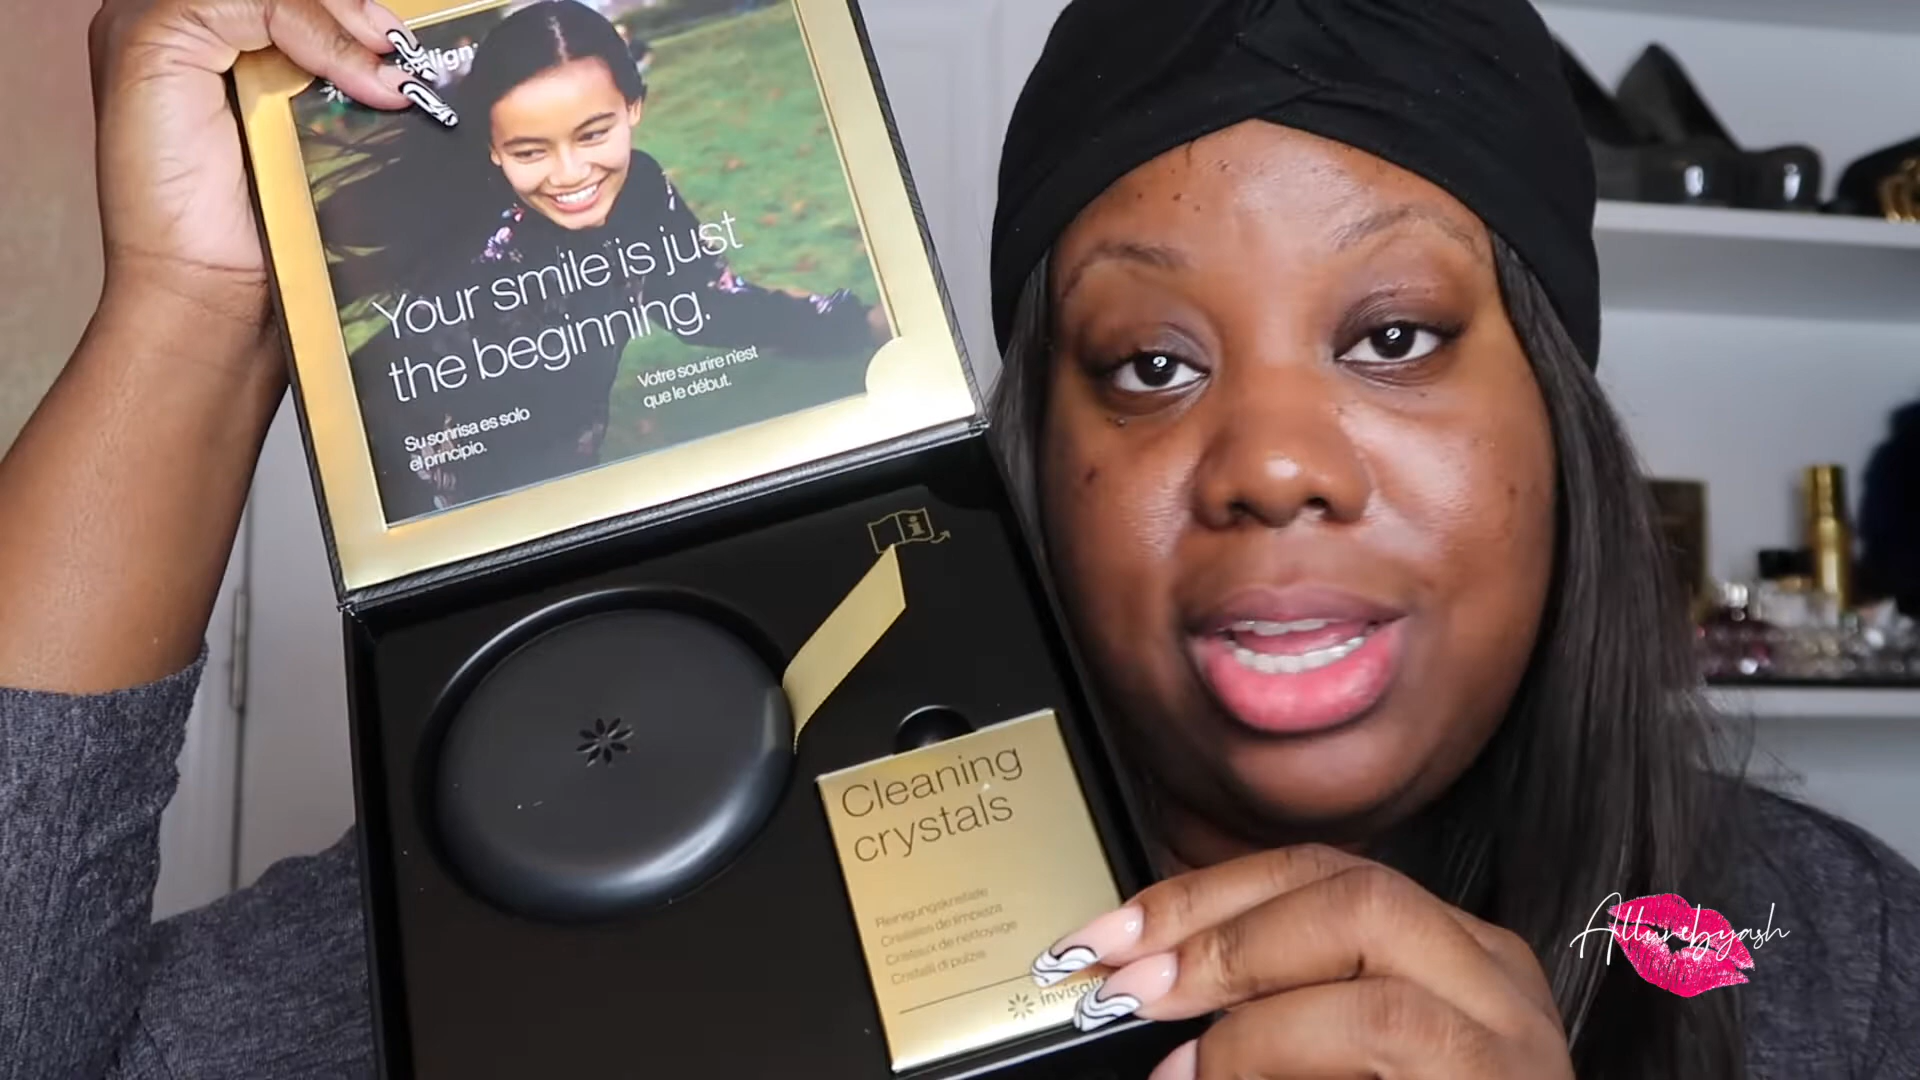 Your smile is just
the beginning.
Votre sourire n'est
que le début.
Su sonrisa es solo
el principio.
Cleaning
crystals
Reinigungskristalle
Cristales de limpieza
Cristaux de nettoyage
Cristalli di pulizia
Allurebyash